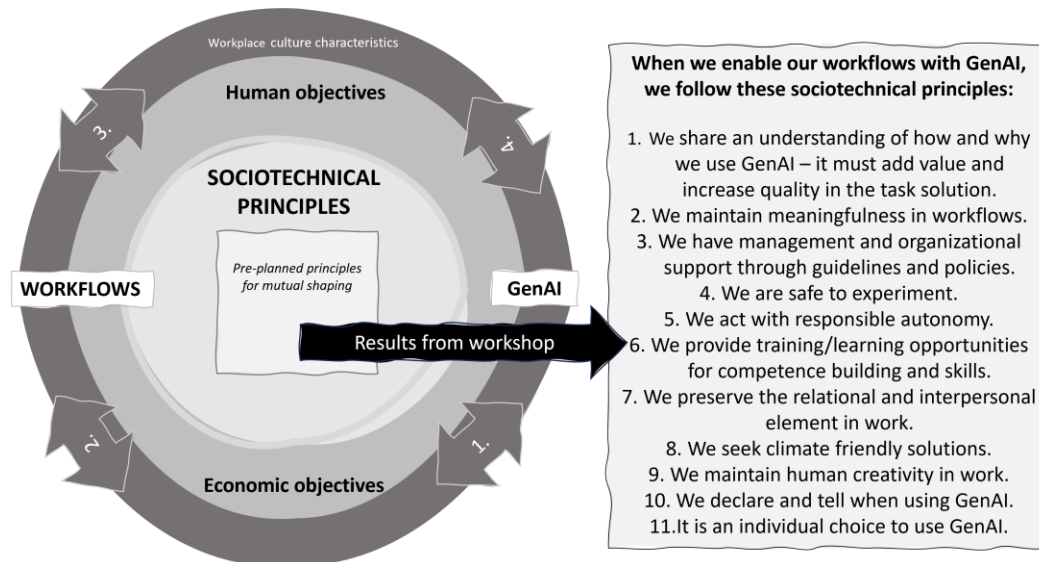 Workplace culture characteristics
Human objectives
3.
4.
SOCIOTECHNICAL
PRINCIPLES
Pre-planned principles
for mutual shaping
WORKFLOWS
GenAI
Results from workshop
2.
1.
Economic objectives
When we enable our workflows with GenAI,
we follow these sociotechnical principles:
1. We share an understanding of how and why
we use GenAI – it must add value and
increase quality in the task solution.
2. We maintain meaningfulness in workflows.
3. We have management and organizational
support through guidelines and policies.
4. We are safe to experiment.
5. We act with responsible autonomy.
6. We provide training/learning opportunities
for competence building and skills.
7. We preserve the relational and interpersonal
element in work.
8. We seek climate friendly solutions.
9. We maintain human creativity in work.
10. We declare and tell when using GenAI.
11.It is an individual choice to use GenAI.